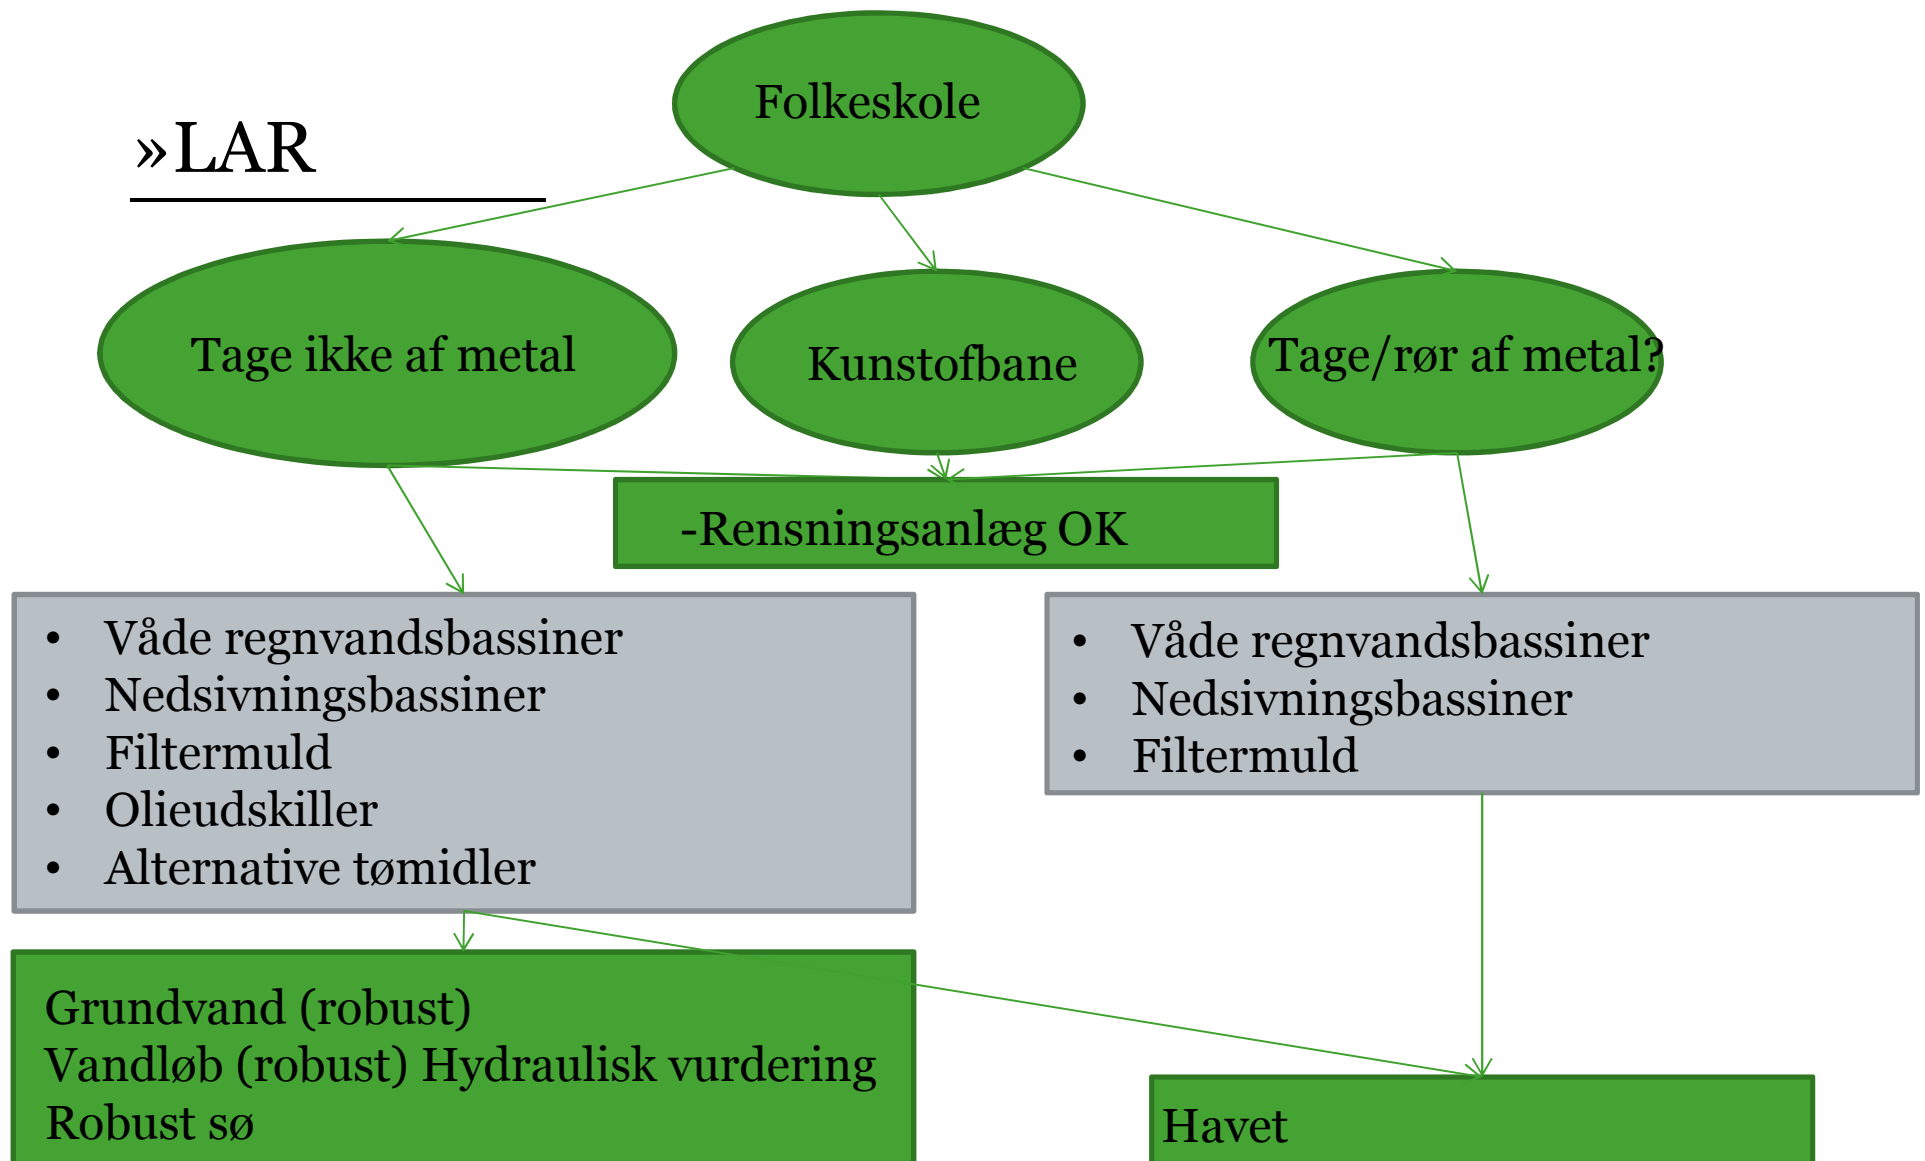 Folkeskole
»LAR
Tage ikke af metal
Kunstofbane
Tage/rør af metal?
-Rensningsanlæg OK
• Våde regnvandsbassiner
• Nedsivningsbassiner
• Filtermuld
• Olieudskiller
• Alternative tømidler
• Våde regnvandsbassiner
• Nedsivningsbassiner
• Filtermuld
Grundvand (robust)
Vandløb (robust) Hydraulisk vurdering
Robust sø
Havet